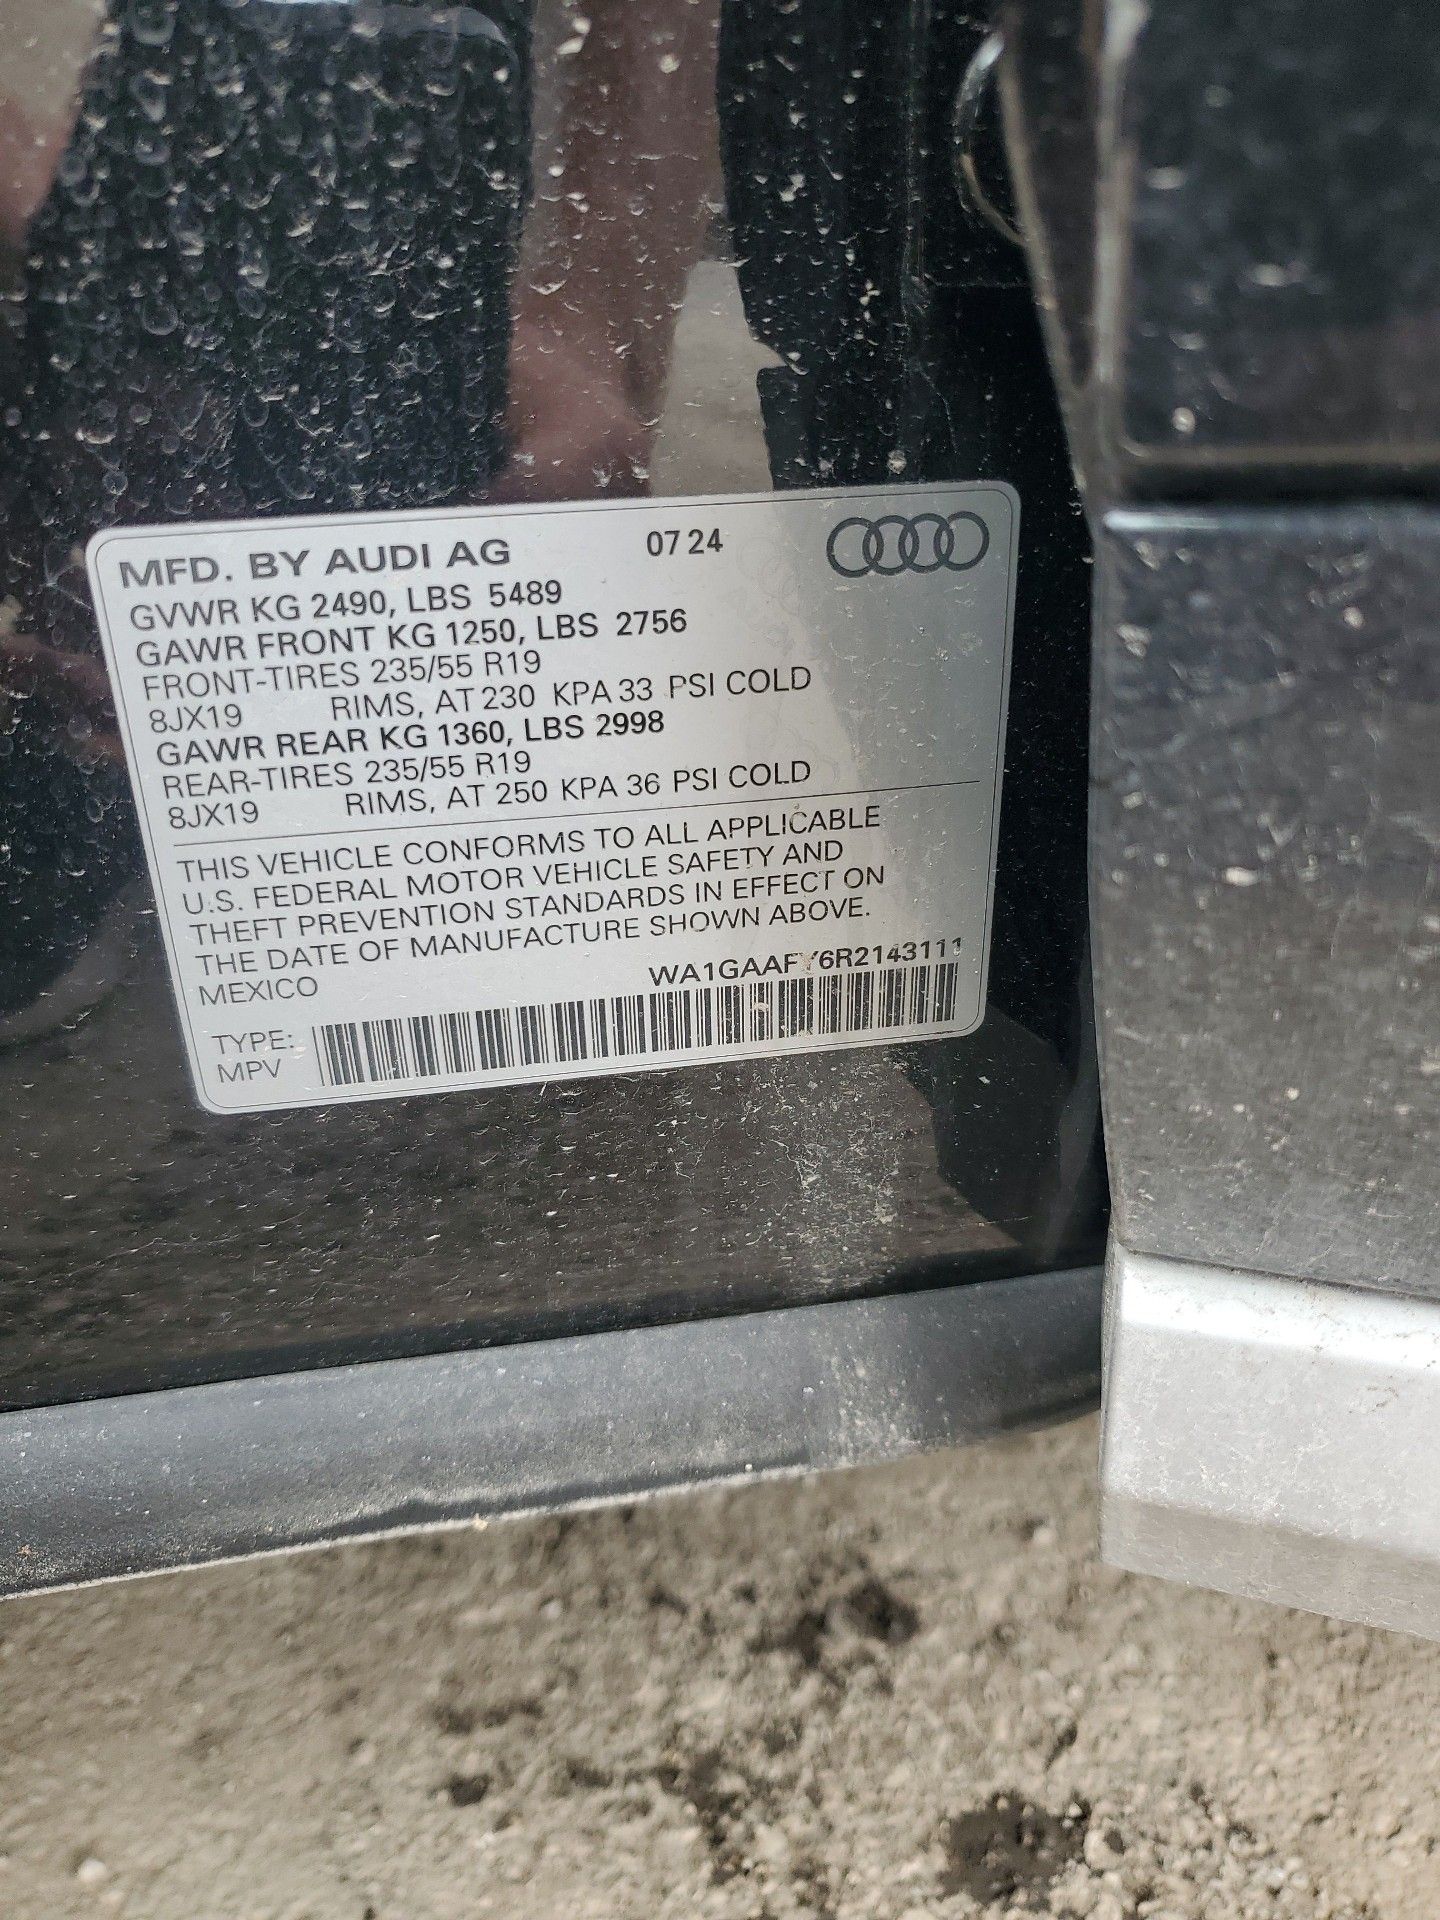 MFD. BY AUDI AG 07 24
GVWR KG 2490, LBS 5489
GAWR FRONT KG 1250, LBS 2756
FRONT-TIRES 235/55 R19
8JX19 RIMS, AT 230 KPA 33 PSI COLD
GAWR REAR KG 1360, LBS 2998
REAR-TIRES 235/55 R19
8JX19 RIMS, AT 250 KPA 36 PSI COLD
THIS VEHICLE CONFORMS TO ALL APPLICABLE
U.S. FEDERAL MOTOR VEHICLE SAFETY AND
THEFT PREVENTION STANDARDS IN EFFECT ON
THE DATE OF MANUFACTURE SHOWN ABOVE.
MEXICO WA1GAAFY6R2143111
TYPE:
MPV